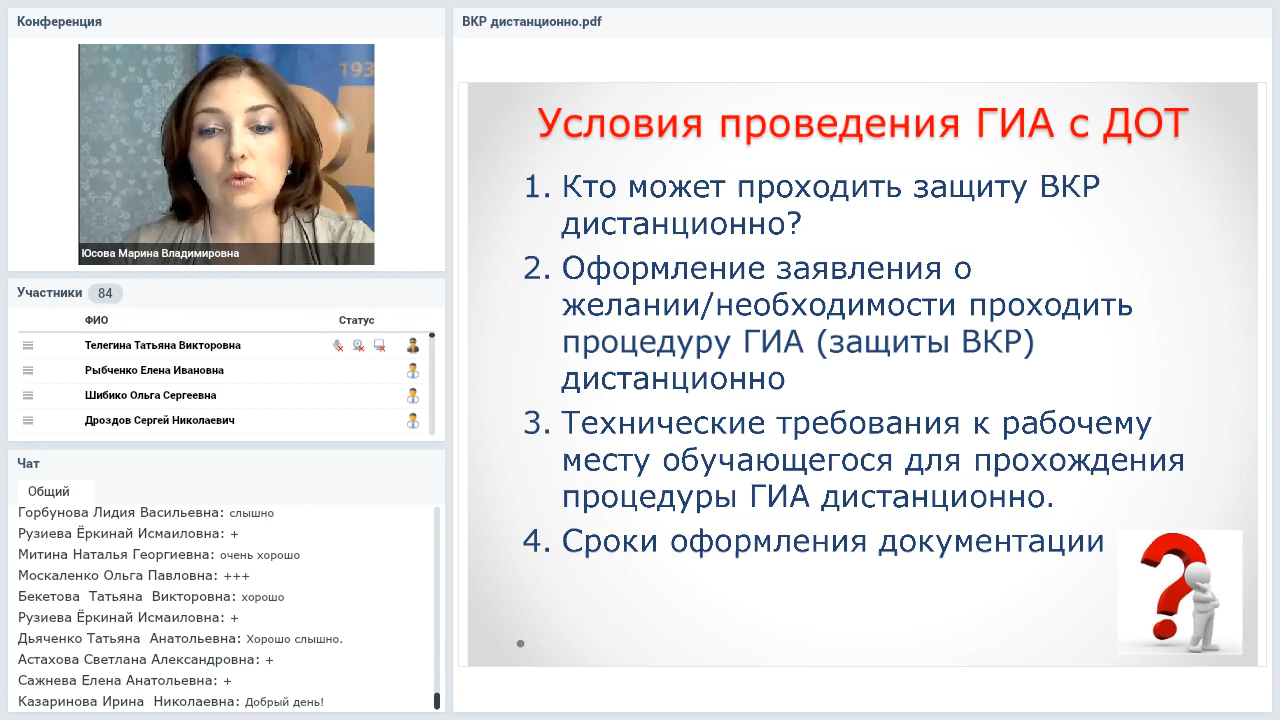 Конференция
193
Юсова Марина Владимировна
Участники 84
ФИО Статус
Телегина Татьяна Викторовна
Рыбченко Елена Ивановна
Шибико Ольга Сергеевна
Дроздов Сергей Николаевич
Чат
Общий
Горбунова Лидия Васильевна: слышно
Рузиева Ёркинай Исмаиловна: +
Митина Наталья Георгиевна: очень хорошо
Москаленко Ольга Павловна: +++
Бекетова Татьяна Викторовна: хорошо
Рузиева Ёркинай Исмаиловна: +
Дьяченко Татьяна Анатольевна: Хорошо слышно.
Астахова Светлана Александровна: +
Сажнева Елена Анатольевна: +
Казаринова Ирина Николаевна: Добрый день!
ВКР дистанционно.pdf
Условия проведения ГИА с ДОТ
1. Кто может проходить защиту ВКР
дистанционно?
2. Оформление заявления о
желании/необходимости проходить
процедуру ГИА (защиты ВКР)
дистанционно
3. Технические требования к рабочему
месту обучающегося для прохождения
процедуры ГИА дистанционно.
4. Сроки оформления документации